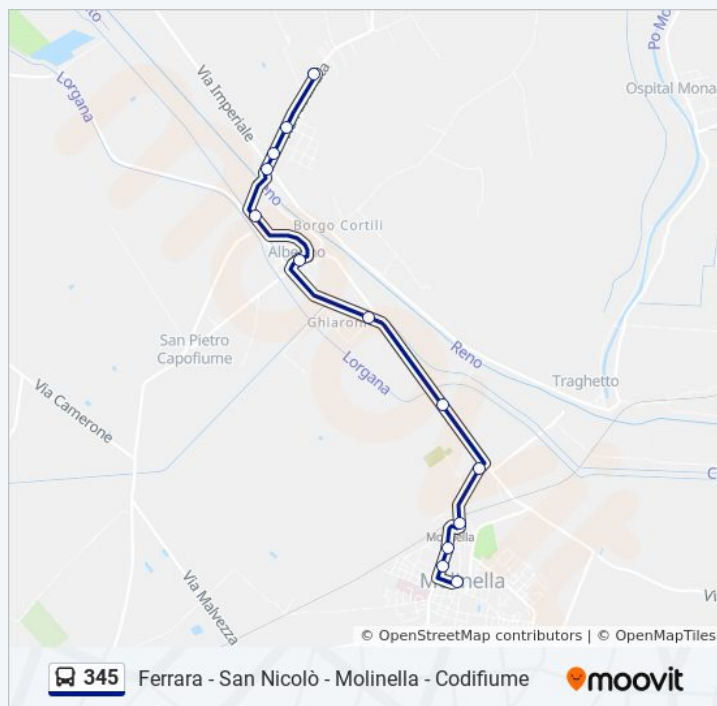 Po Mo
Lorgana
Via Imperiale
Ospital Mona
Reno
Borgo Cortili
Alberino
San Pietro
Capofiume
Ghiaroni
Lorgana
Reno
Traghetto
Via Camerone
Molinella
Via Malvezza
Molinella
© OpenStreetMap contributors | © OpenMapTiles
345 Ferrara - San Nicolò - Molinella - Codifiume moovit